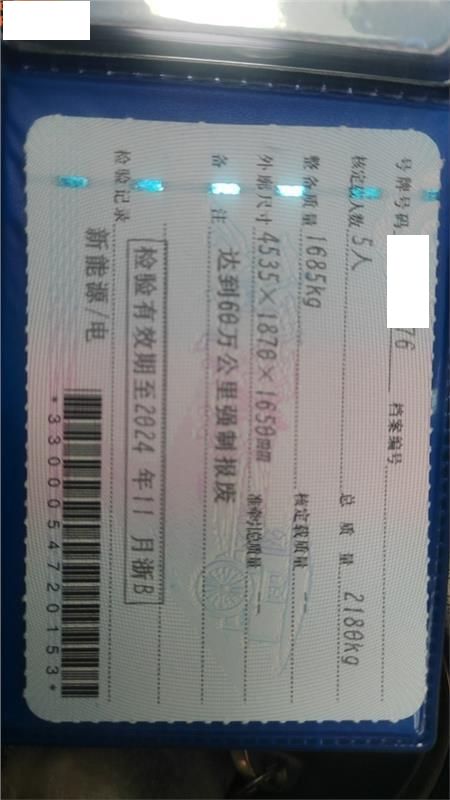 号牌号码 76 档案编号
核定载人数 5人 总质量 2180kg
整备质量 1685kg 核定载质量
外廓尺寸 4535×1870×1650mm 准牵引总质量
备注 达到60万公里强制报废
检验记录 检验有效期至2024年11月浙B
新能源/电
*3300054720153*